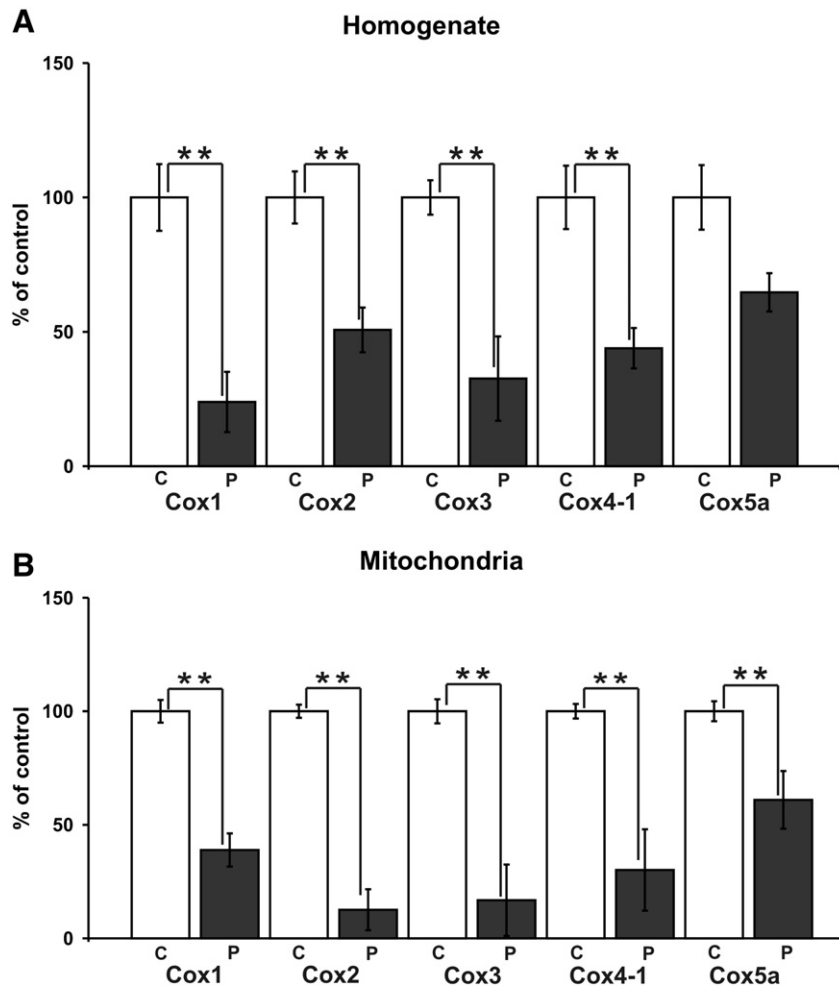 A
Homogenate
150
100
50
0
% of control
** ** ** **
C P C P C P C P C P
Cox1 Cox2 Cox3 Cox4-1 Cox5a
B
Mitochondria
150
100
50
0
% of control
** ** ** ** **
C P C P C P C P C P
Cox1 Cox2 Cox3 Cox4-1 Cox5a